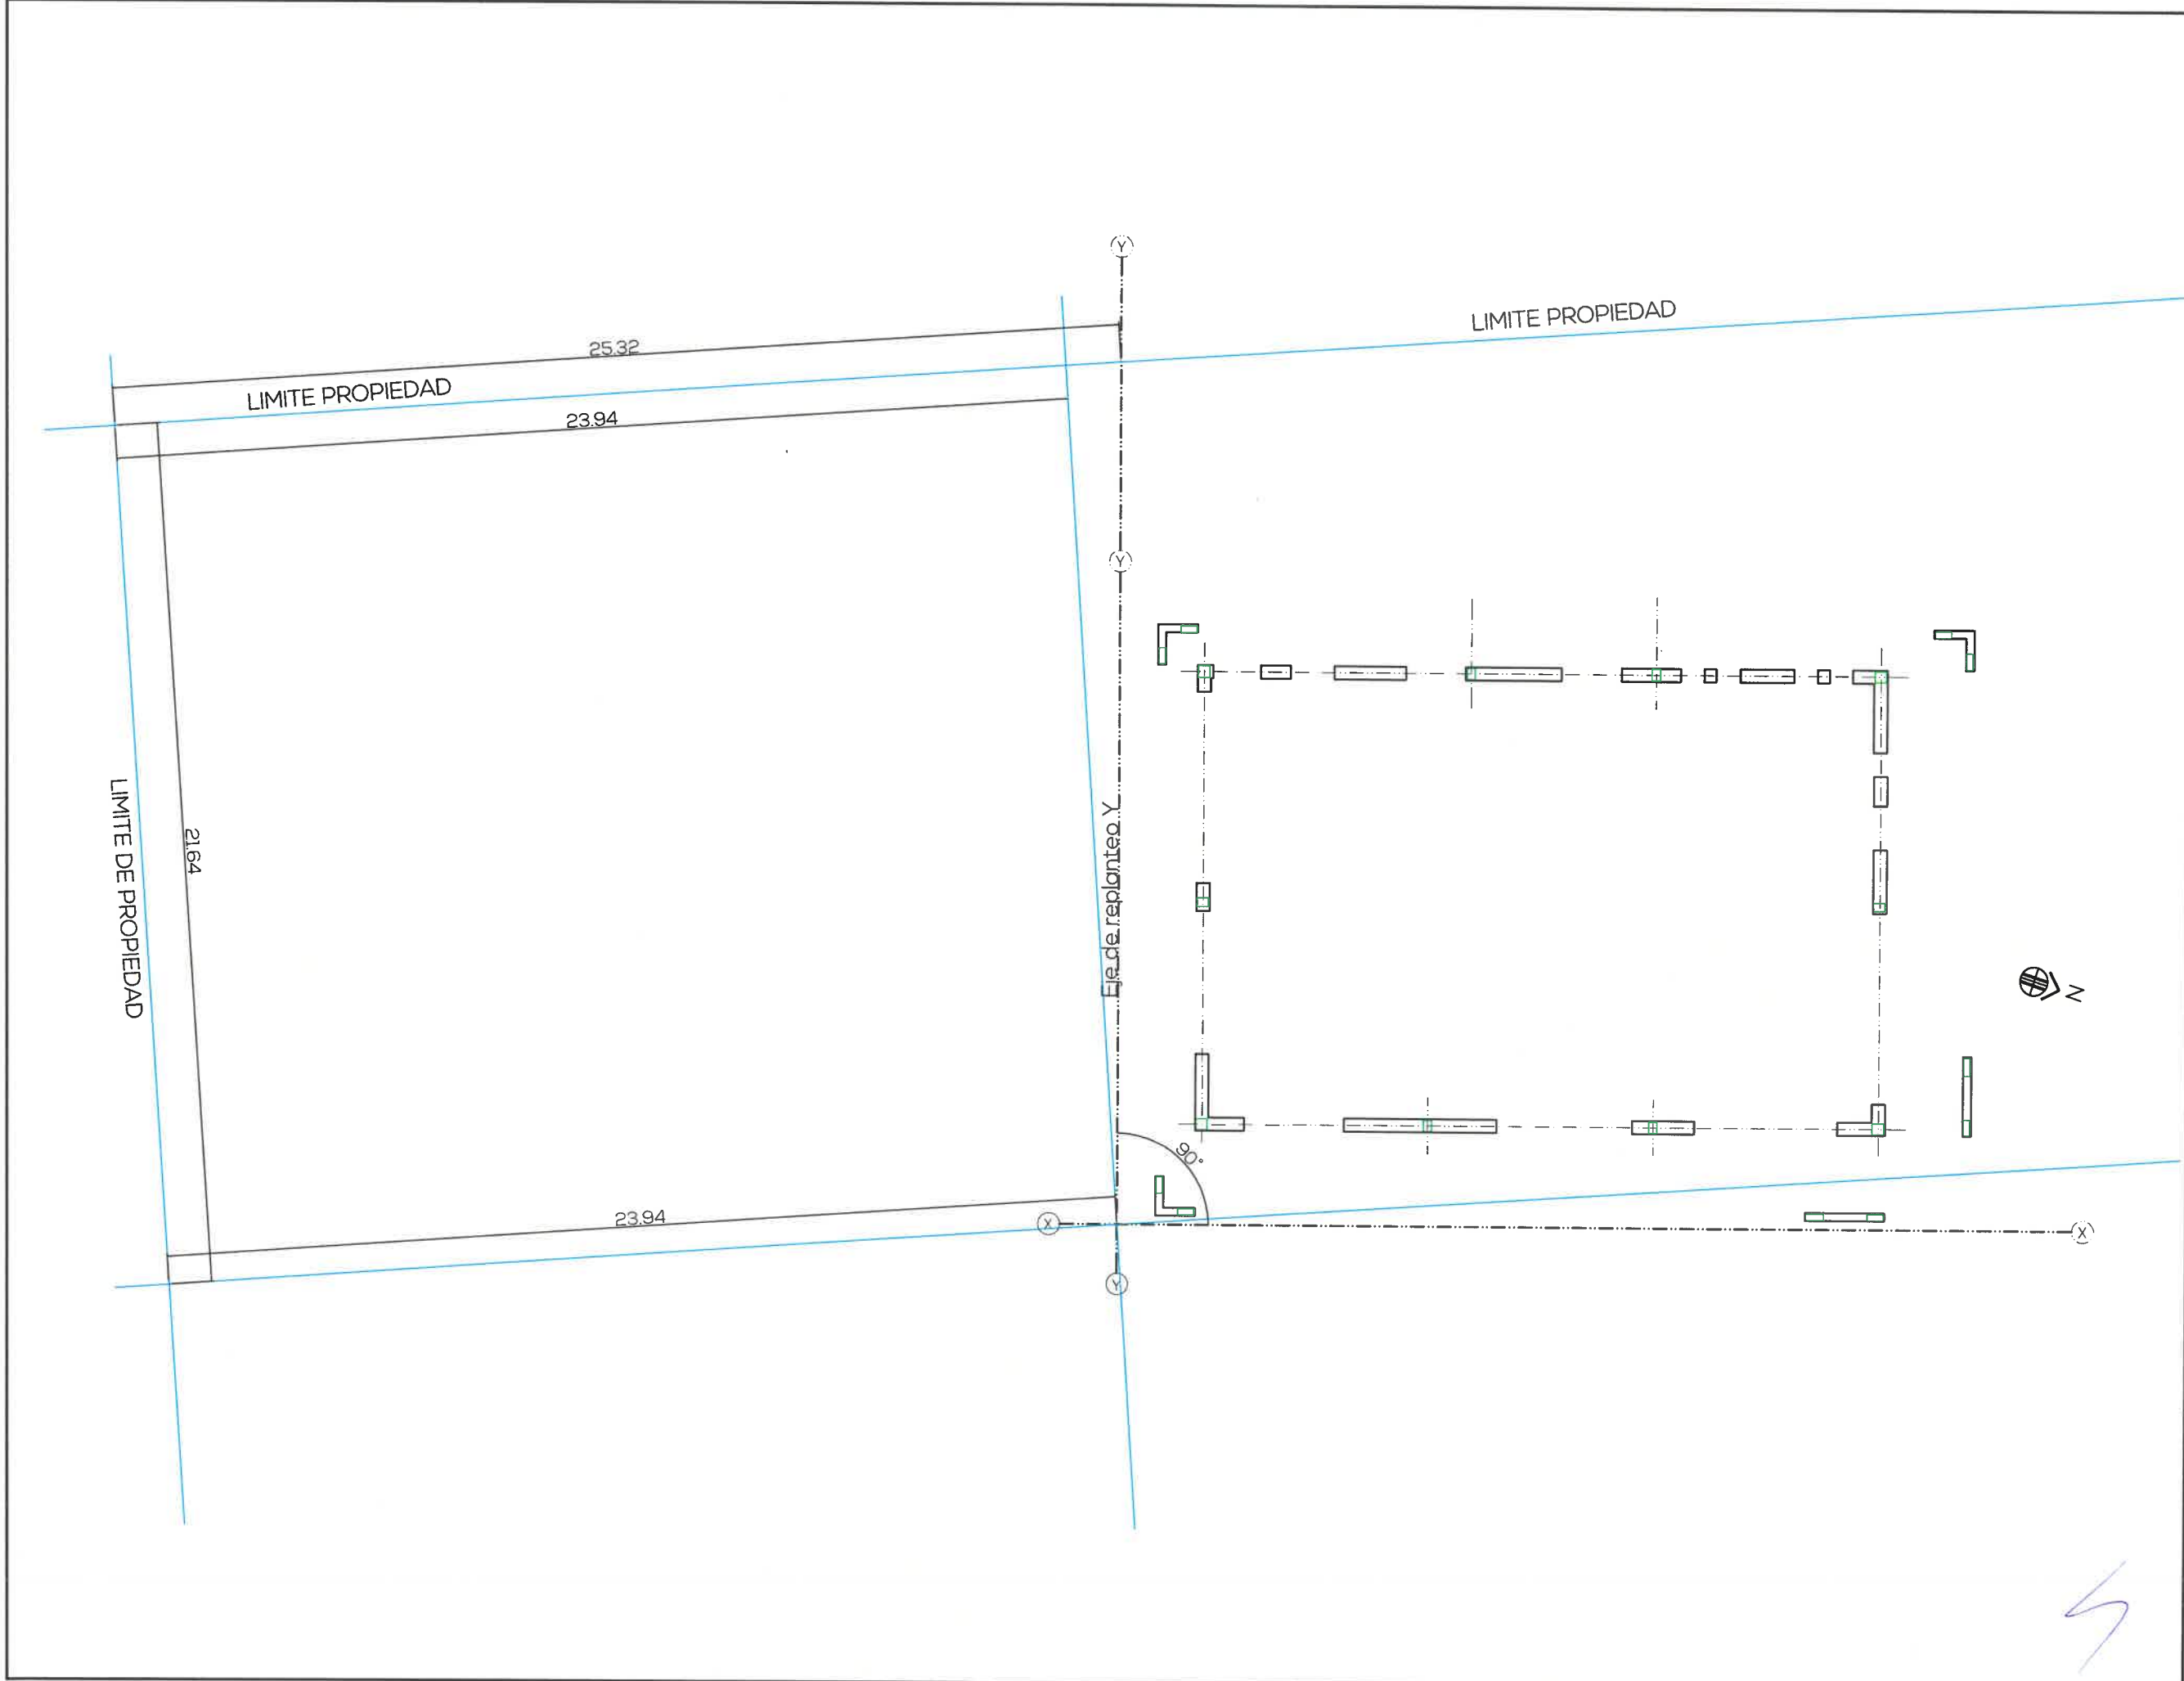 Y
LIMITE PROPIEDAD
25.32
LIMITE PROPIEDAD
23.94
Y
LIMITE DE PROPIEDAD
21.64
Eje de replanteo Y
N
90°
23.94
X
X
Y